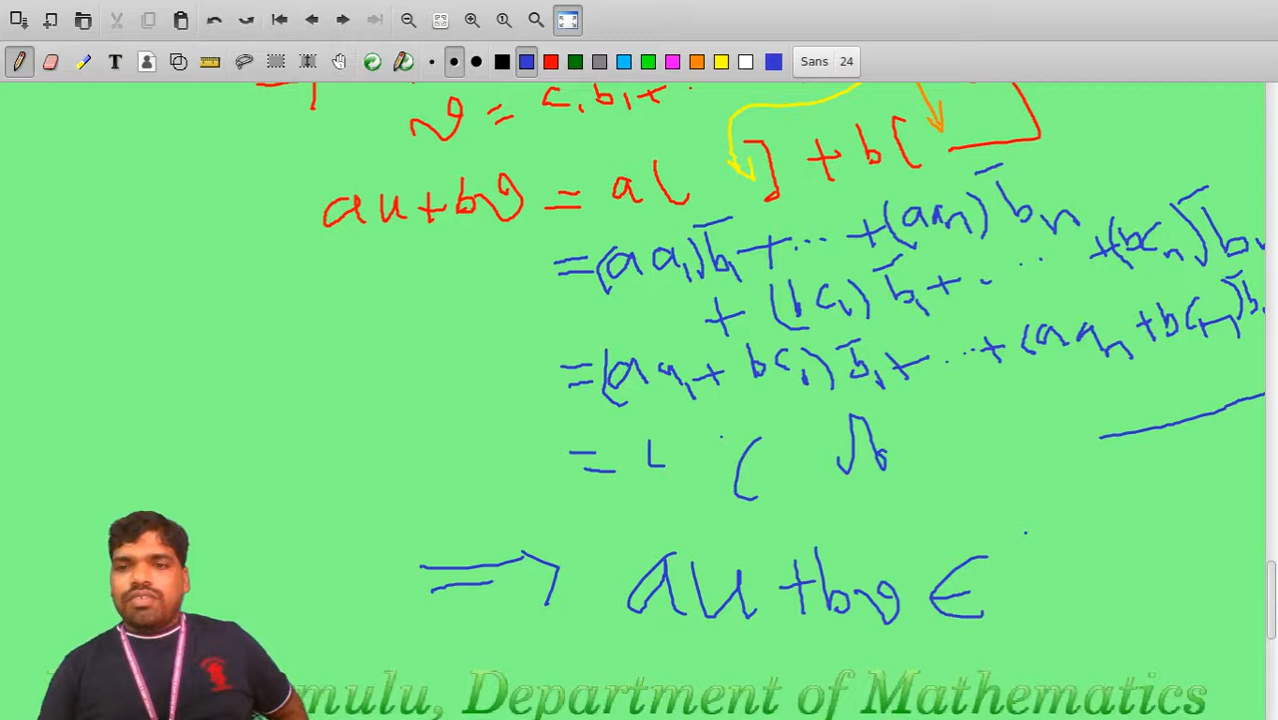 Sans 24
v = c₁b₁+
au+bv = a[ ] + b[
=(aa₁)b̄₁+ ... +(aaₙ)b̄ₙ
+ (bc₁) b̄₁+ ... +(bcₙ)b̄ₙ
=(aa₁+ bc₁) b̄₁+ ...+ (aaₙ+bcₙ)b̄
= L C
⇒ au+bv ∈
mulu, Department of Mathematics